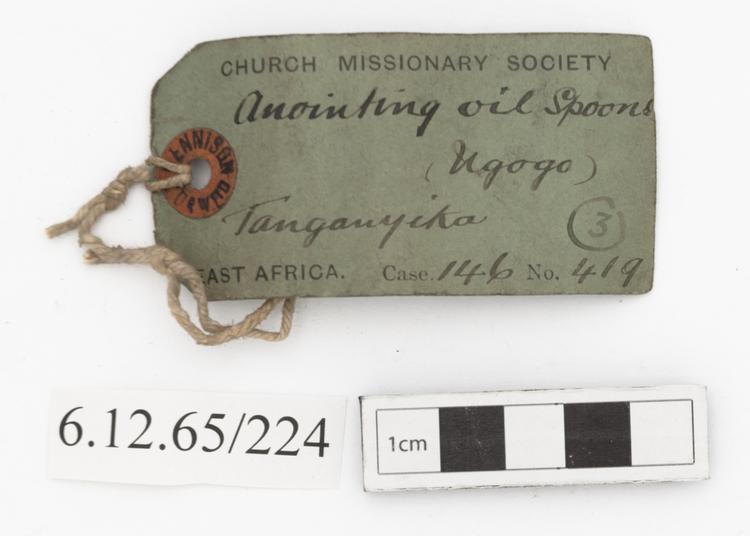 CHURCH MISSIONARY SOCIETY
Anointing oil Spoons
(Ugogo)
Tanganyika
3
EAST AFRICA. Case. 146 No. 419
ENNISON
6.12.65/224
1cm